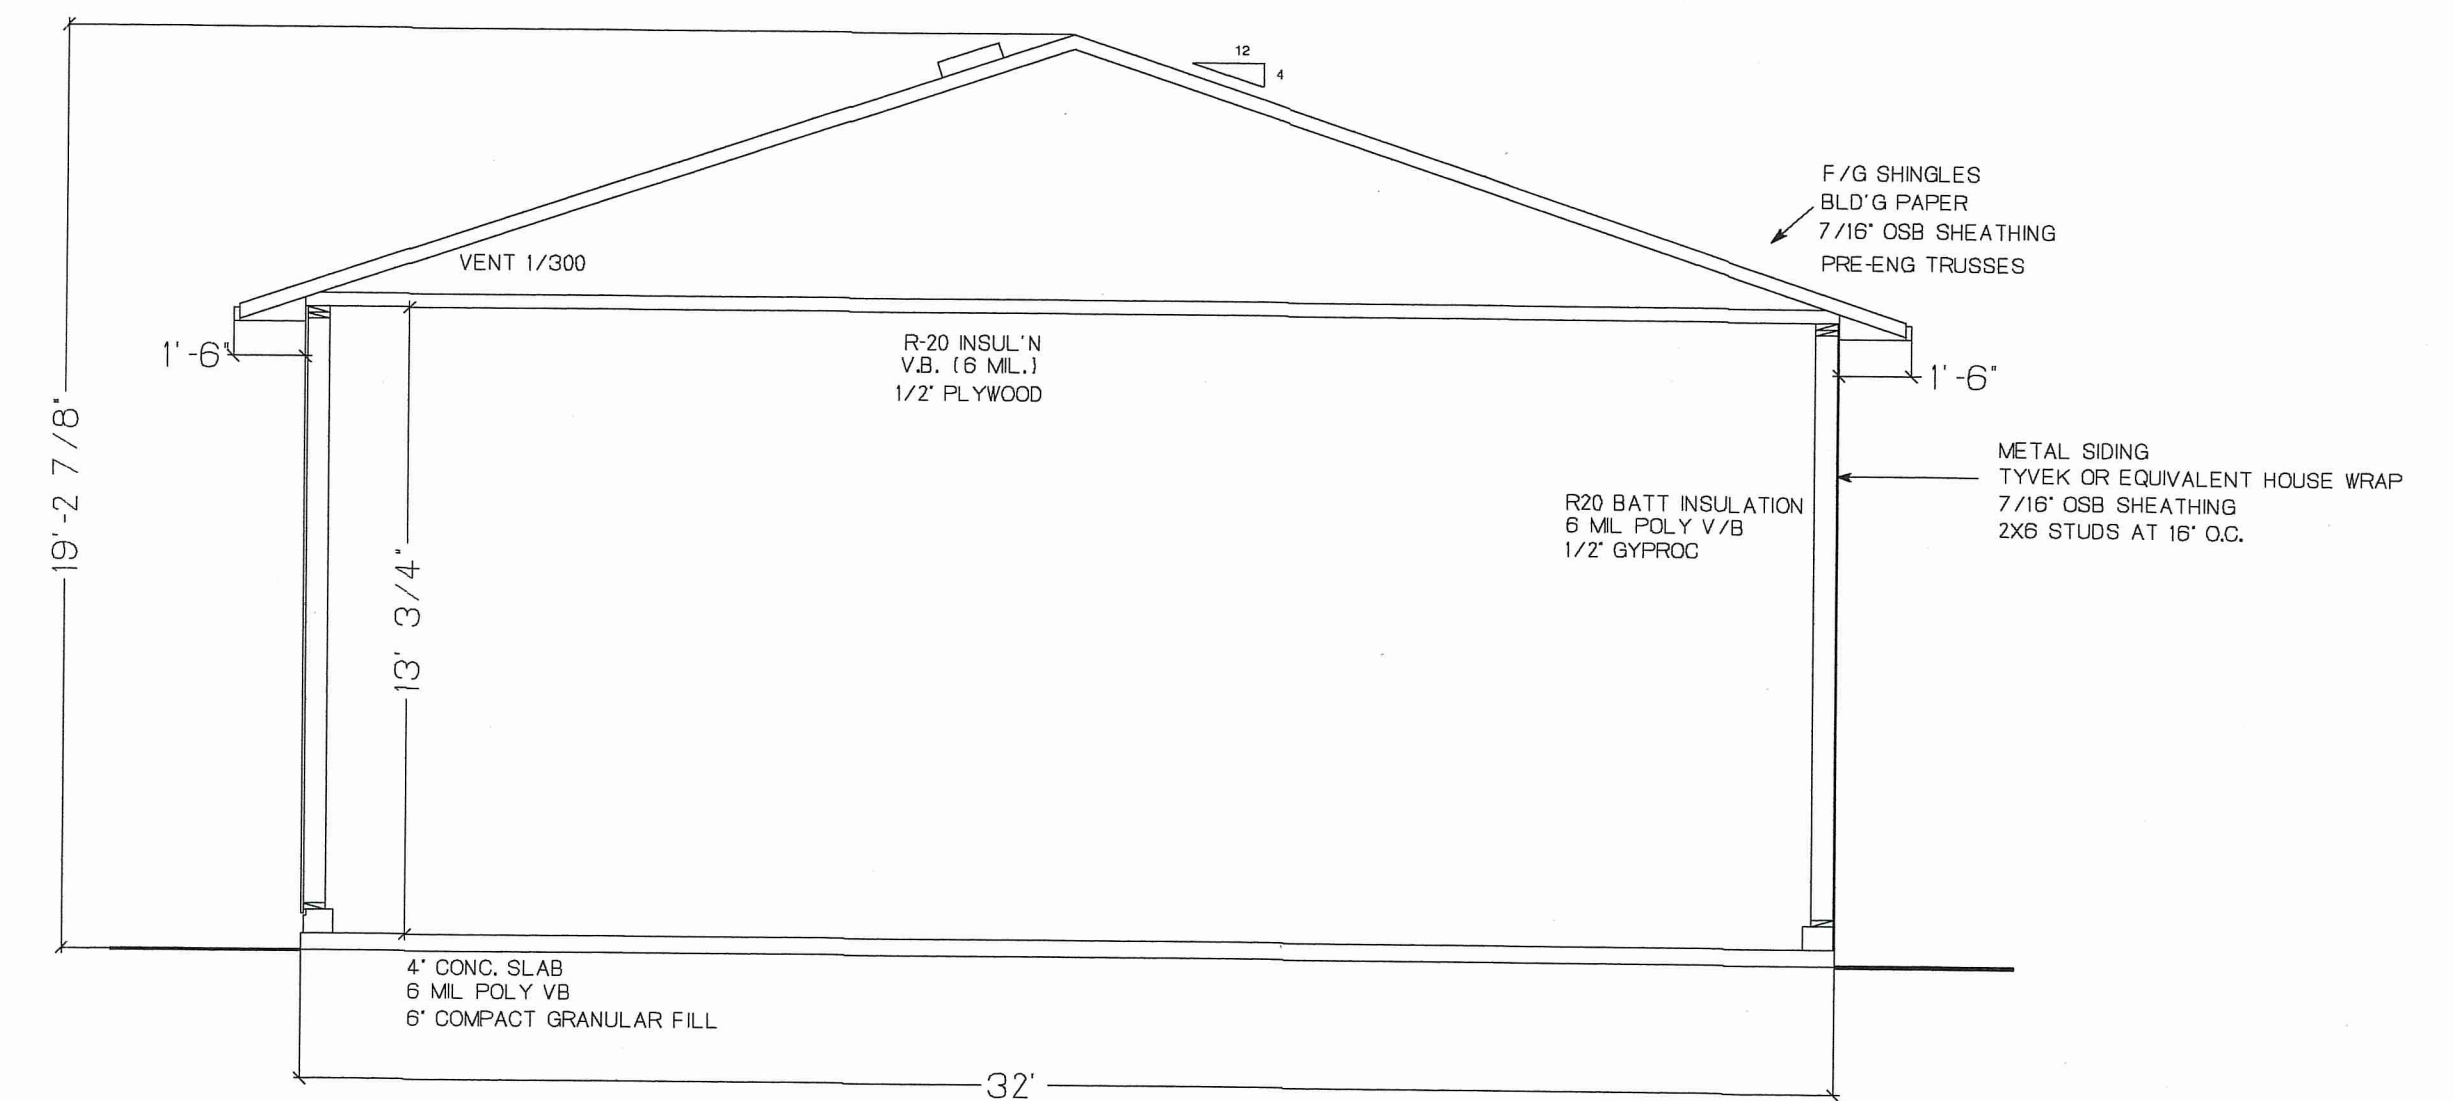 12
4
F/G SHINGLES
BLD'G PAPER
7/16" OSB SHEATHING
PRE-ENG TRUSSES
VENT 1/300
1'-6"
R-20 INSUL'N
V.B. (6 MIL.)
1/2" PLYWOOD
1'-6"
19'-2 7/8"
13' 3/4"
METAL SIDING
TYVEK OR EQUIVALENT HOUSE WRAP
7/16" OSB SHEATHING
2X6 STUDS AT 16" O.C.
R20 BATT INSULATION
6 MIL POLY V/B
1/2" GYPROC
4" CONC. SLAB
6 MIL POLY VB
6" COMPACT GRANULAR FILL
32'